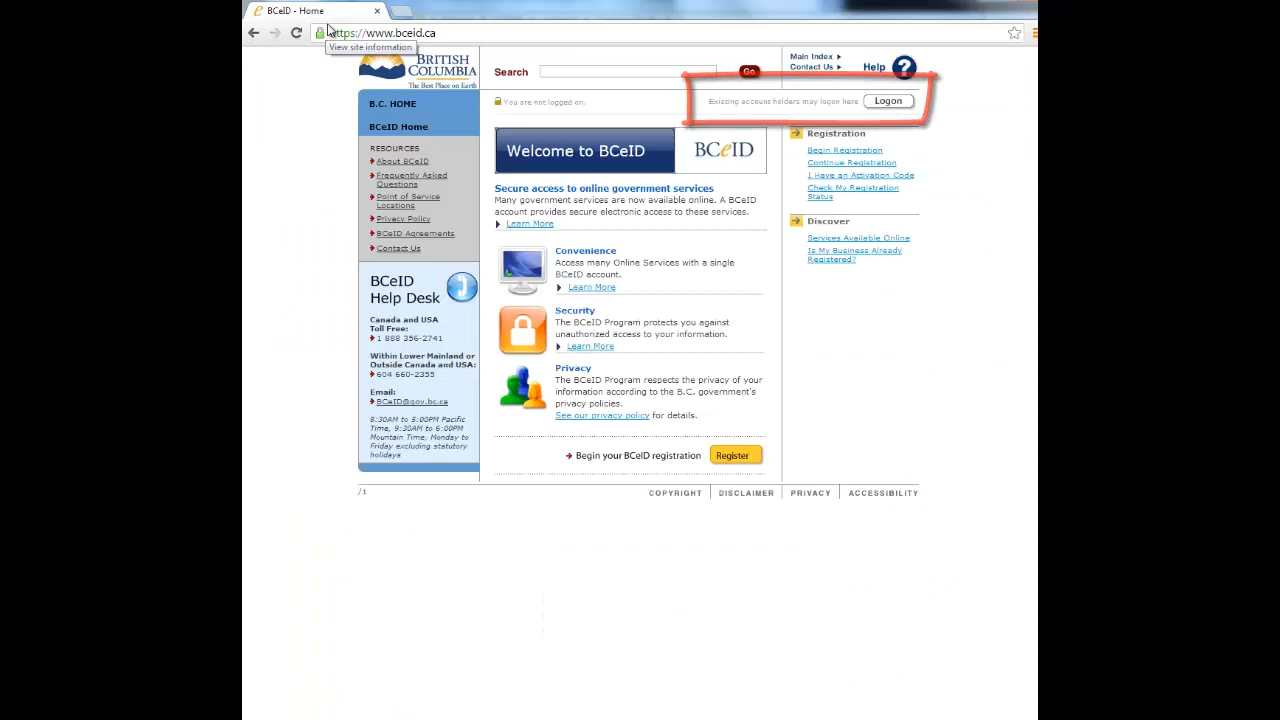 BCeID - Home
https://www.bceid.ca
View site information
BRITISH
COLUMBIA
The Best Place on Earth
Search
Go
Main Index
Contact Us
Help
?
B.C. HOME
BCeID Home
RESOURCES
About BCeID
Frequently Asked
Questions
Point of Service
Locations
Privacy Policy
BCeID Agreements
Contact Us
BCeID
Help Desk
Canada and USA
Toll Free:
1 888 356-2741
Within Lower Mainland or
Outside Canada and USA:
604 660-2355
Email:
BCeID@gov.bc.ca
6:30AM to 5:00PM Pacific
Time, 9:30AM to 6:00PM
Mountain Time, Monday to
Friday excluding statutory
holidays
You are not logged on.
Existing account holders may logon here
Logon
Welcome to BCeID
BCeID
Secure access to online government services
Many government services are now available online. A BCeID
account provides secure electronic access to these services.
Learn More
Convenience
Access many Online Services with a single
BCeID account.
Learn More
Security
The BCeID Program protects you against
unauthorized access to your information.
Learn More
Privacy
The BCeID Program respects the privacy of your
information according to the B.C. government's
privacy policies.
See our privacy policy for details.
Begin your BCeID registration
Register
Registration
Begin Registration
Continue Registration
I Have an Activation Code
Check My Registration
Status
Discover
Services Available Online
Is My Business Already
Registered?
/1
COPYRIGHT
DISCLAIMER
PRIVACY
ACCESSIBILITY